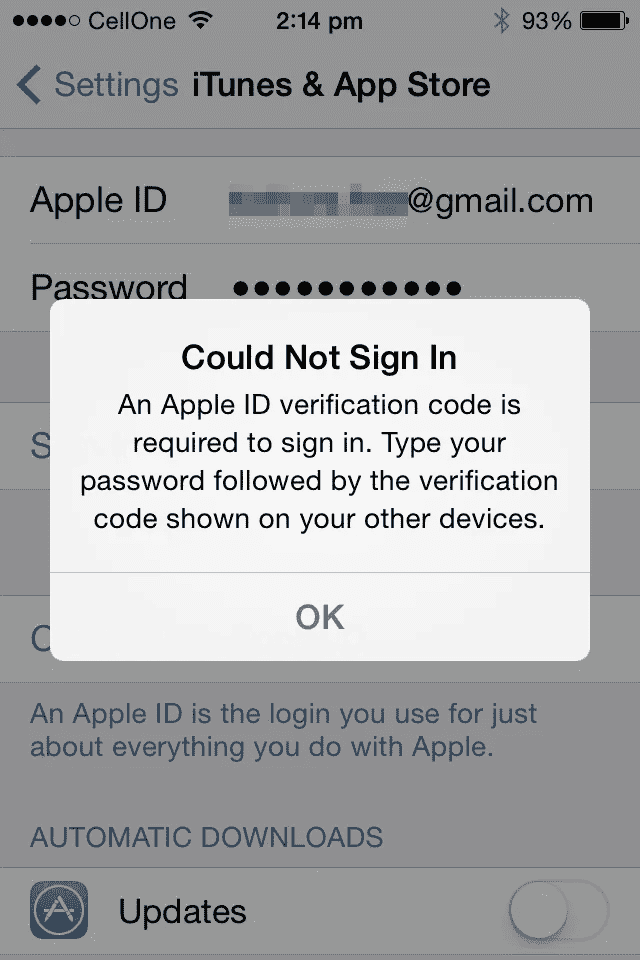 CellOne 2:14 pm 93%
Settings iTunes & App Store
Apple ID @gmail.com
Password
Could Not Sign In
An Apple ID verification code is
required to sign in. Type your
password followed by the verification
code shown on your other devices.
OK
An Apple ID is the login you use for just
about everything you do with Apple.
AUTOMATIC DOWNLOADS
Updates